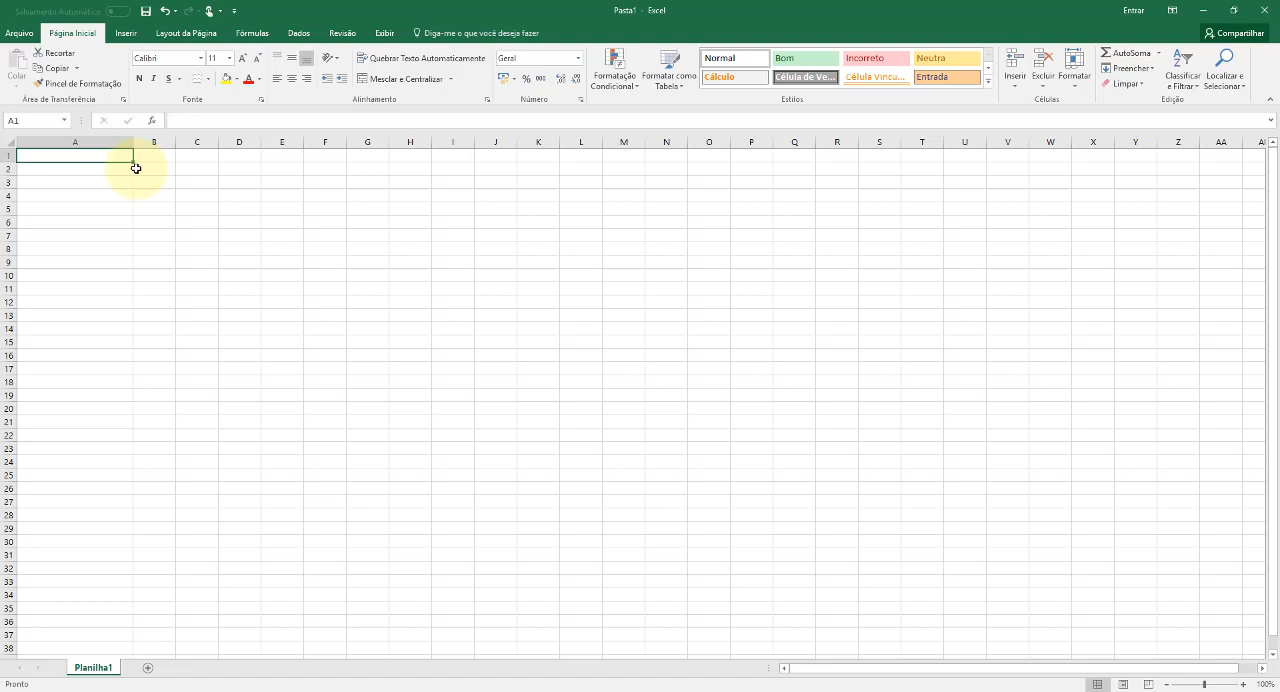 Salvamento Automático
Pasta1 - Excel
Entrar
Arquivo
Página Inicial
Inserir
Layout da Página
Fórmulas
Dados
Revisão
Exibir
Diga-me o que você deseja fazer
Compartilhar
Colar
Recortar
Copiar
Pincel de Formatação
Área de Transferência
Calibri
11
N I S
Fonte
Quebrar Texto Automaticamente
Mesclar e Centralizar
Alinhamento
Geral
% 000
Número
Formatação Condicional
Formatar como Tabela
Normal
Bom
Incorreto
Neutra
Cálculo
Célula de Ve...
Célula Vincu...
Entrada
Estilos
Inserir
Excluir
Formatar
Células
AutoSoma
Preencher
Limpar
Classificar e Filtrar
Localizar e Selecionar
Edição
A1
fx
A B C D E F G H I J K L M N O P Q R S T U V W X Y Z AA
1
2
3
4
5
6
7
8
9
10
11
12
13
14
15
16
17
18
19
20
21
22
23
24
25
26
27
28
29
30
31
32
33
34
35
36
37
38
Planilha1
Pronto
100%